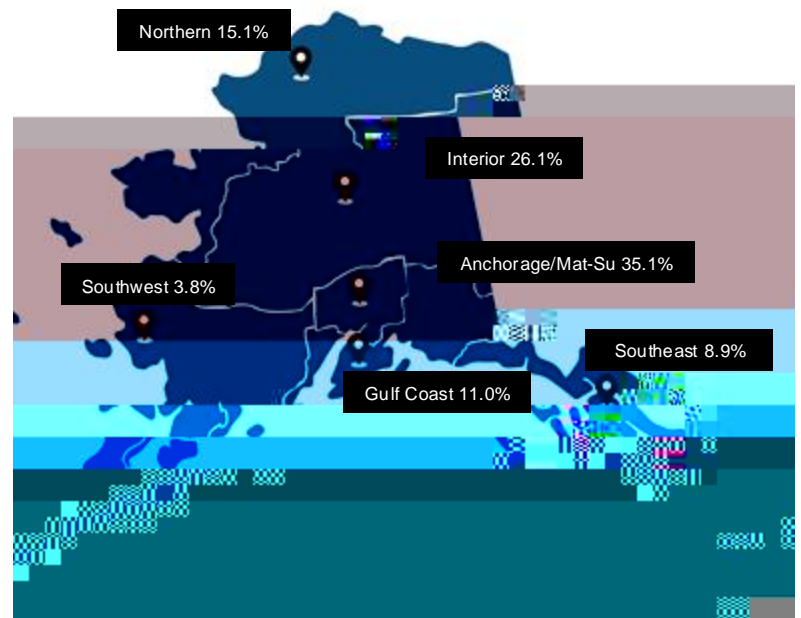 Northern 15.1%
Interior 26.1%
Anchorage/Mat-Su 35.1%
Southwest 3.8%
Southeast 8.9%
Gulf Coast 11.0%